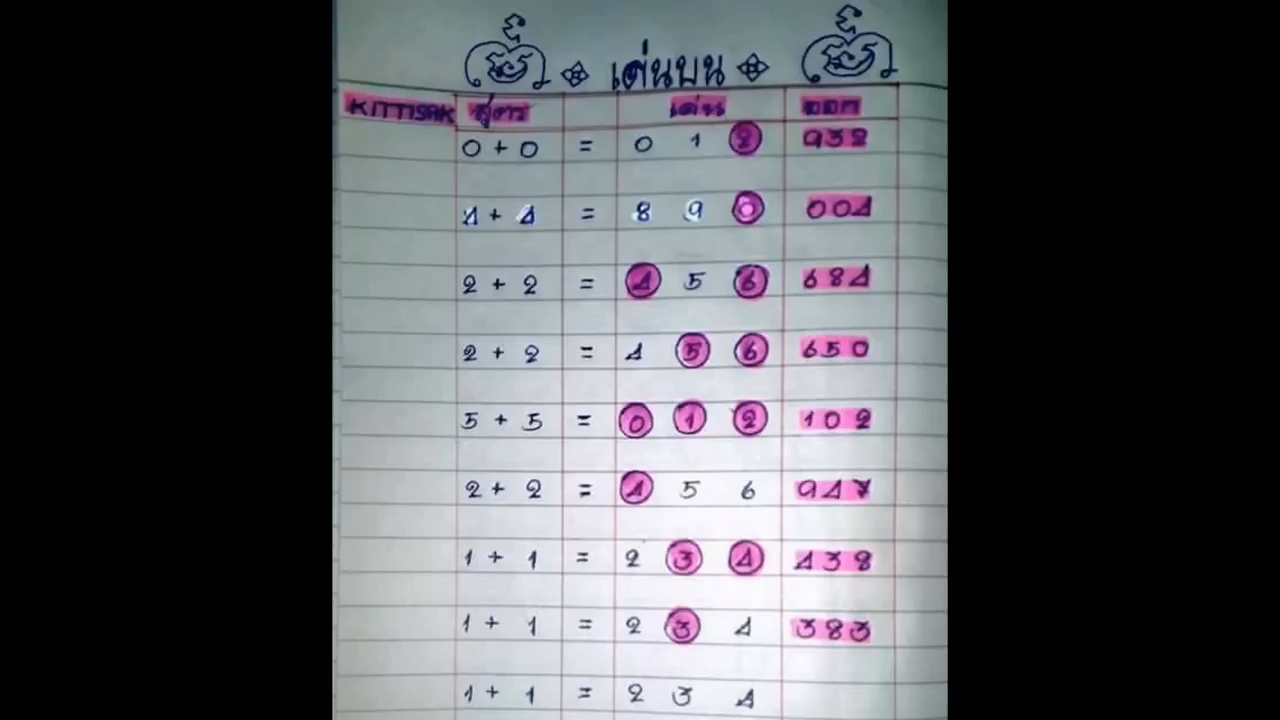 เด่นบน
KITTISAK สูตร เด่น ออก
0 + 0 = 0 1 2 932
4 + 4 = 8 9 0 004
2 + 2 = 4 5 6 684
2 + 2 = 4 5 6 650
5 + 5 = 0 1 2 102
2 + 2 = 4 5 6 947
1 + 1 = 2 3 4 438
1 + 1 = 2 3 4 383
1 + 1 = 2 3 4